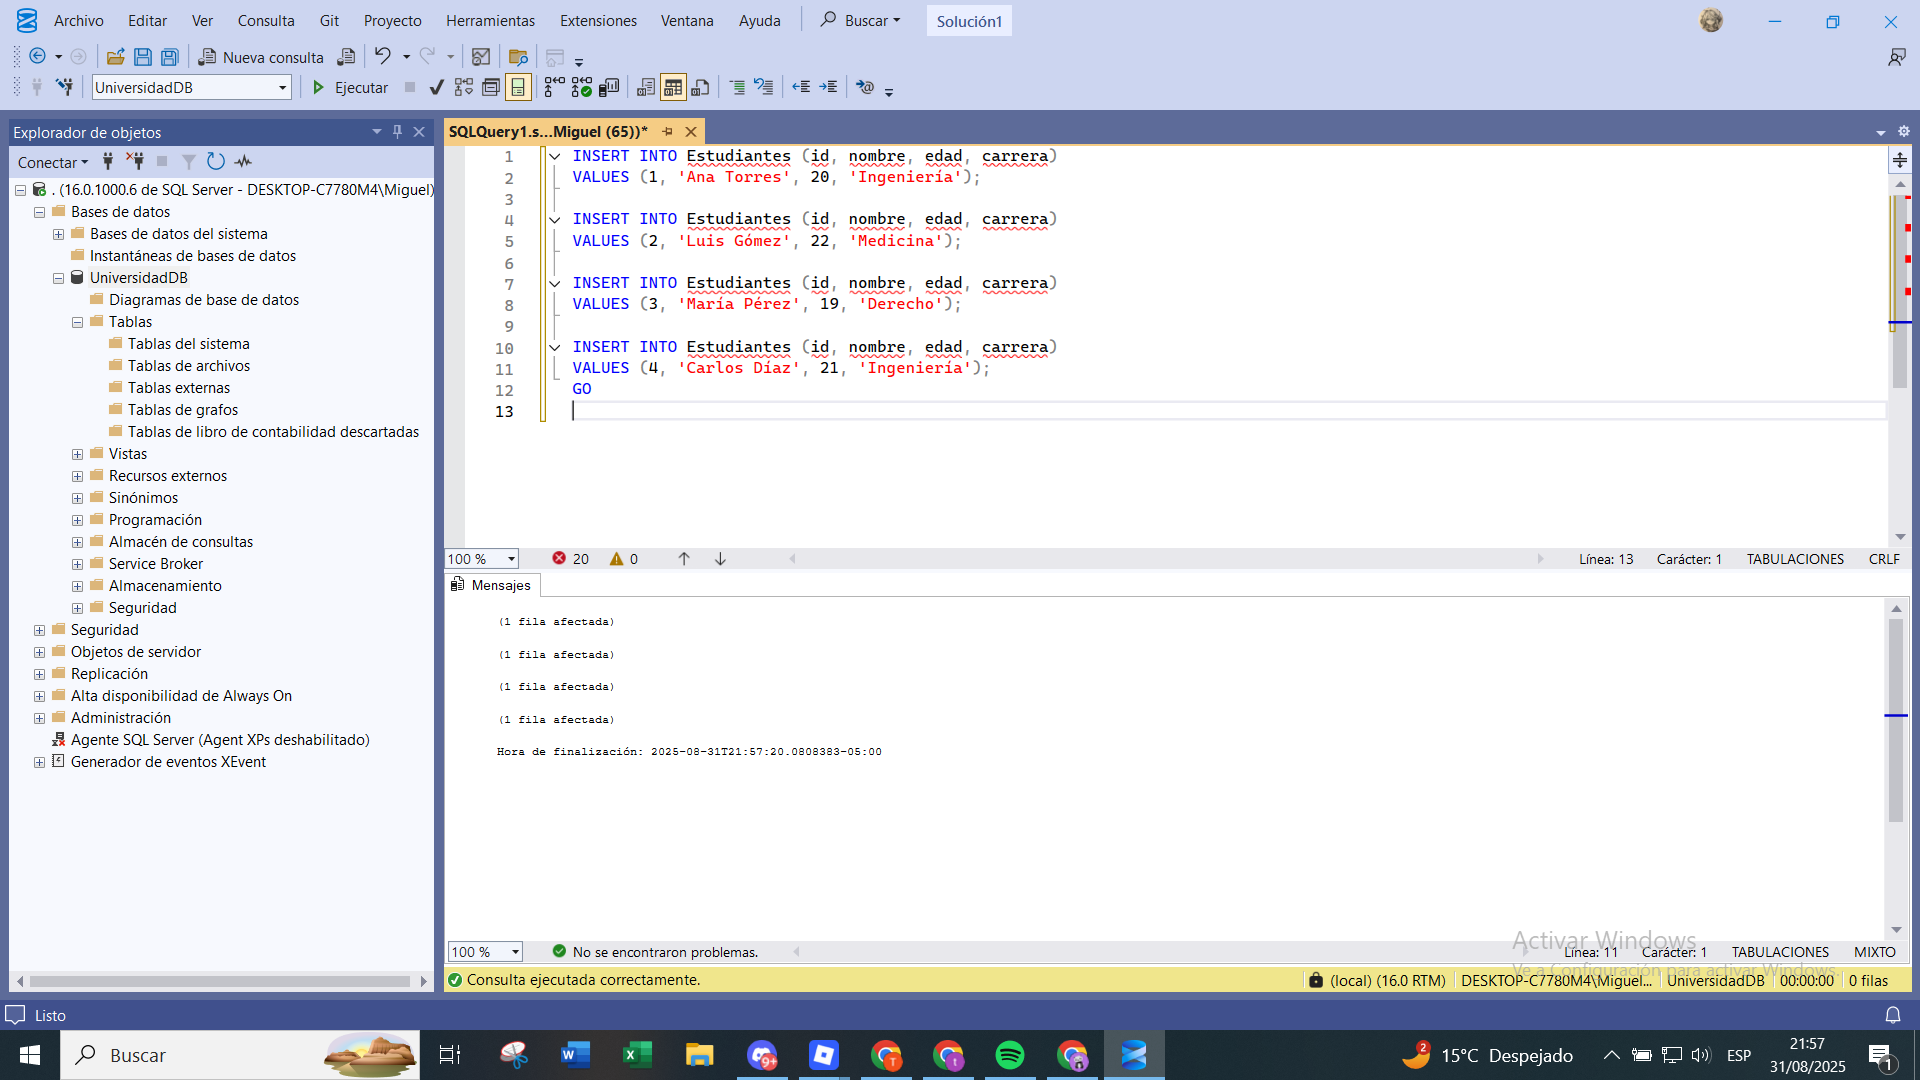 Archivo Editar Ver Consulta Git Proyecto Herramientas Extensiones Ventana Ayuda Buscar Solución1
Nueva consulta
UniversidadDB Ejecutar
Explorador de objetos
Conectar
. (16.0.1000.6 de SQL Server - DESKTOP-C7780M4\Miguel)
Bases de datos
Bases de datos del sistema
Instantáneas de bases de datos
UniversidadDB
Diagramas de base de datos
Tablas
Tablas del sistema
Tablas de archivos
Tablas externas
Tablas de grafos
Tablas de libro de contabilidad descartadas
Vistas
Recursos externos
Sinónimos
Programación
Almacén de consultas
Service Broker
Almacenamiento
Seguridad
Seguridad
Objetos de servidor
Replicación
Alta disponibilidad de Always On
Administración
Agente SQL Server (Agent XPs deshabilitado)
Generador de eventos XEvent
SQLQuery1.s...Miguel (65))*
1 INSERT INTO Estudiantes (id, nombre, edad, carrera)
2 VALUES (1, 'Ana Torres', 20, 'Ingeniería');
3
4 INSERT INTO Estudiantes (id, nombre, edad, carrera)
5 VALUES (2, 'Luis Gómez', 22, 'Medicina');
6
7 INSERT INTO Estudiantes (id, nombre, edad, carrera)
8 VALUES (3, 'María Pérez', 19, 'Derecho');
9
10 INSERT INTO Estudiantes (id, nombre, edad, carrera)
11 VALUES (4, 'Carlos Díaz', 21, 'Ingeniería');
12 GO
13
100 % 20 0 Línea: 13 Carácter: 1 TABULACIONES CRLF
Mensajes
(1 fila afectada)
(1 fila afectada)
(1 fila afectada)
(1 fila afectada)
Hora de finalización: 2025-08-31T21:57:20.0808383-05:00
Activar Windows
Ve a Configuración para activar Windows.
100 % No se encontraron problemas. Línea: 11 Carácter: 1 TABULACIONES MIXTO
Consulta ejecutada correctamente. (local) (16.0 RTM) DESKTOP-C7780M4\Miguel... UniversidadDB 00:00:00 0 filas
Listo
Buscar 9+ 2 15°C Despejado ESP 21:57
31/08/2025 1